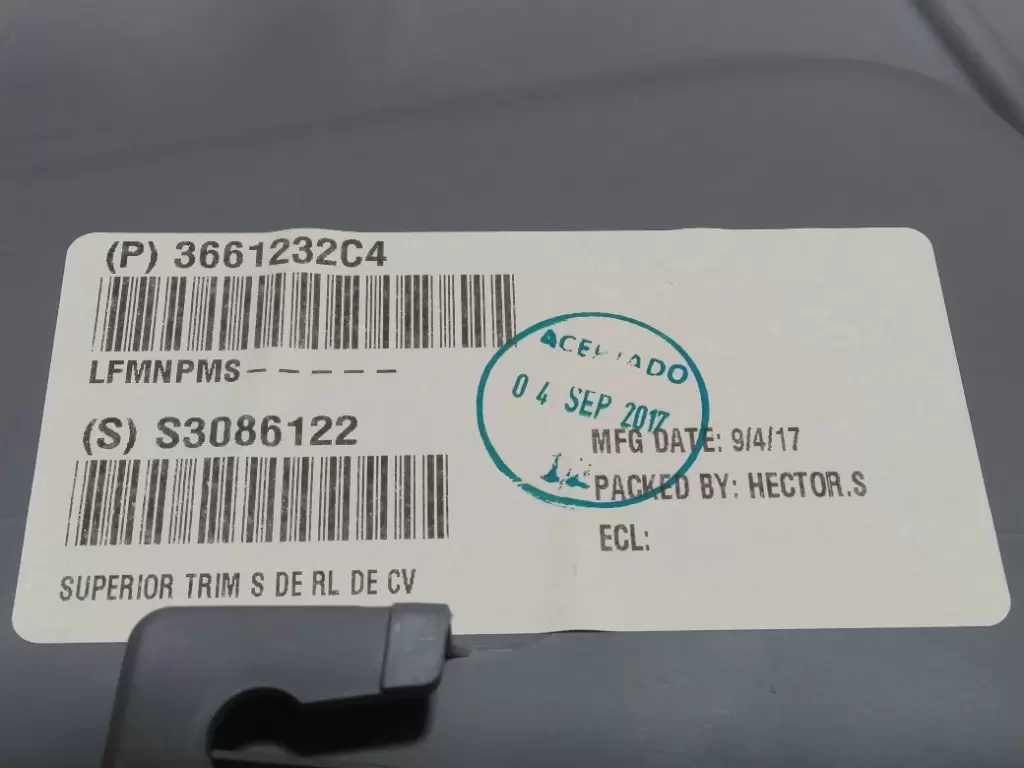 (P) 3661232C4
LFMNPMS-----
(S) S3086122
SUPERIOR TRIM S DE RL DE CV
ACEPTADO
04 SEP 2017
MFG DATE: 9/4/17
PACKED BY: HECTOR.S
ECL: